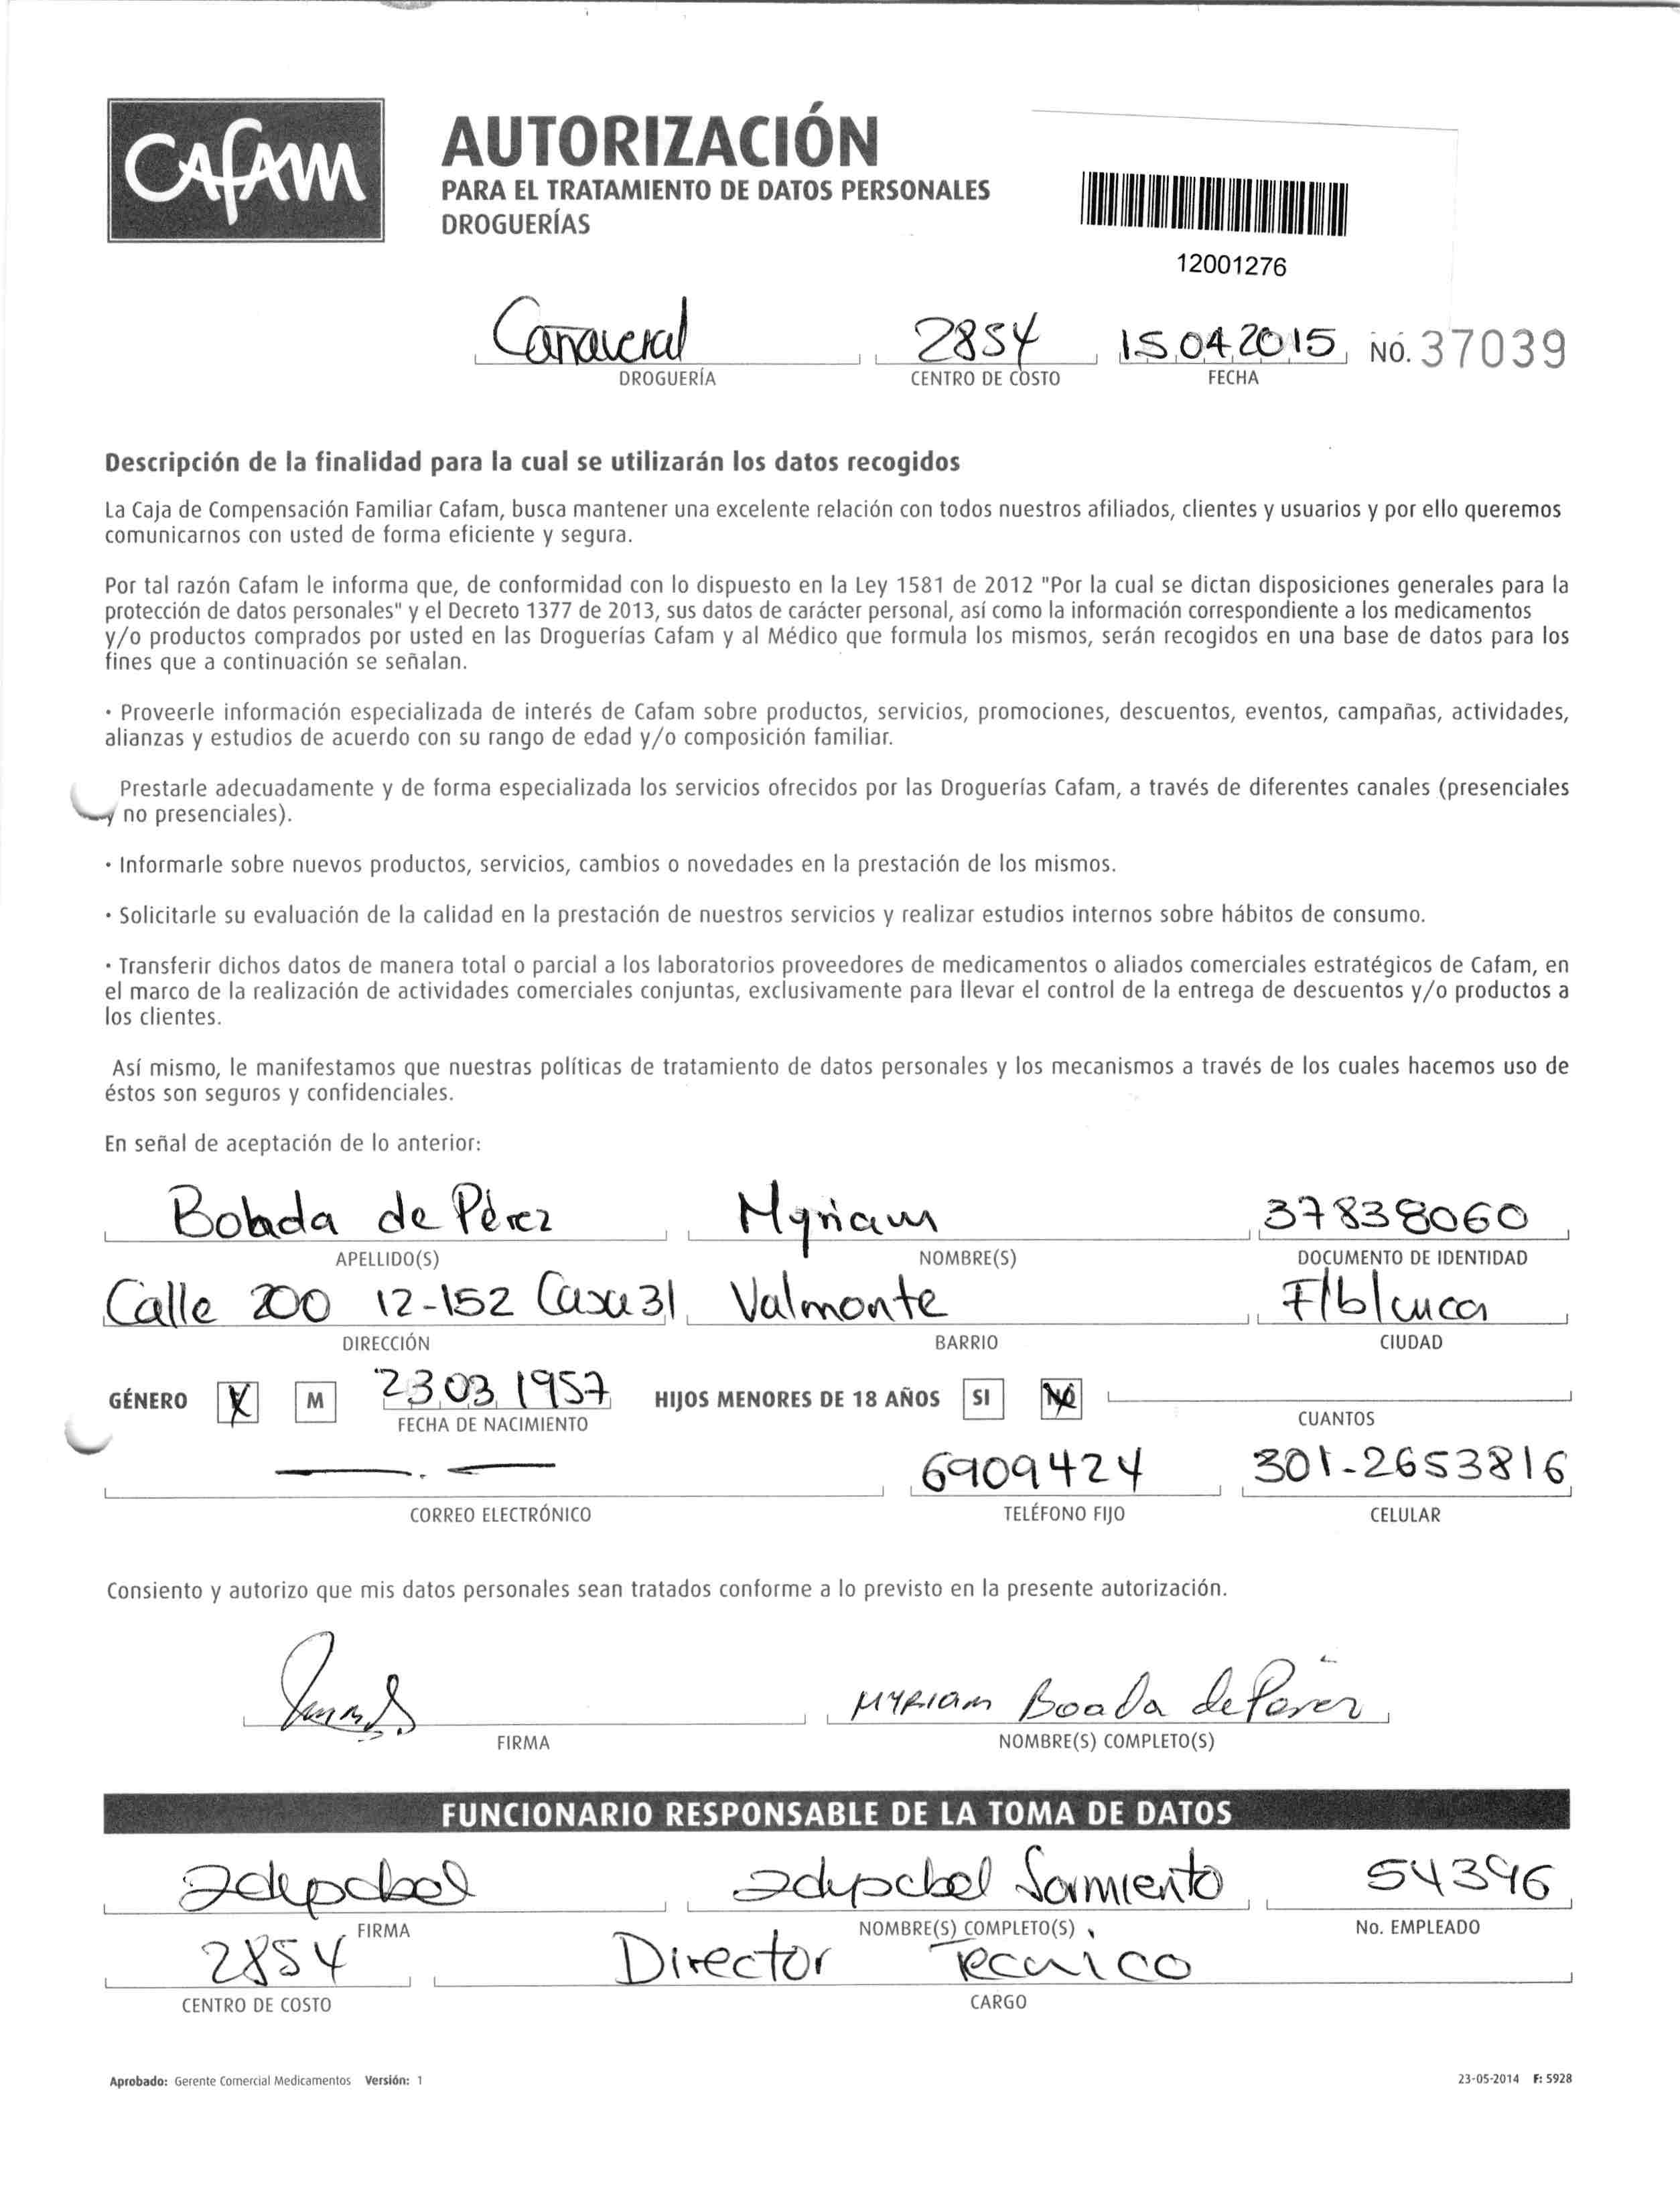 CAFAM
AUTORIZACIÓN
PARA EL TRATAMIENTO DE DATOS PERSONALES
DROGUERÍAS
12001276
Cañaveral 2854 15.04.2015 NO. 37039
DROGUERÍA CENTRO DE COSTO FECHA
Descripción de la finalidad para la cual se utilizarán los datos recogidos
La Caja de Compensación Familiar Cafam, busca mantener una excelente relación con todos nuestros afiliados, clientes y usuarios y por ello queremos
comunicarnos con usted de forma eficiente y segura.
Por tal razón Cafam le informa que, de conformidad con lo dispuesto en la Ley 1581 de 2012 "Por la cual se dictan disposiciones generales para la
protección de datos personales" y el Decreto 1377 de 2013, sus datos de carácter personal, así como la información correspondiente a los medicamentos
y/o productos comprados por usted en las Droguerías Cafam y al Médico que formula los mismos, serán recogidos en una base de datos para los
fines que a continuación se señalan.
· Proveerle información especializada de interés de Cafam sobre productos, servicios, promociones, descuentos, eventos, campañas, actividades,
alianzas y estudios de acuerdo con su rango de edad y/o composición familiar.
Prestarle adecuadamente y de forma especializada los servicios ofrecidos por las Droguerías Cafam, a través de diferentes canales (presenciales
y no presenciales).
· Informarle sobre nuevos productos, servicios, cambios o novedades en la prestación de los mismos.
· Solicitarle su evaluación de la calidad en la prestación de nuestros servicios y realizar estudios internos sobre hábitos de consumo.
· Transferir dichos datos de manera total o parcial a los laboratorios proveedores de medicamentos o aliados comerciales estratégicos de Cafam, en
el marco de la realización de actividades comerciales conjuntas, exclusivamente para llevar el control de la entrega de descuentos y/o productos a
los clientes.
Así mismo, le manifestamos que nuestras políticas de tratamiento de datos personales y los mecanismos a través de los cuales hacemos uso de
éstos son seguros y confidenciales.
En señal de aceptación de lo anterior:
de Pérez Myriam 37838060
APELLIDO(S) NOMBRE(S) DOCUMENTO DE IDENTIDAD
Calle 200 12-152 Casa 31 Valmonte F/blanca
DIRECCIÓN BARRIO CIUDAD
GÉNERO M 23.03.1957 HIJOS MENORES DE 18 AÑOS SI NO
FECHA DE NACIMIENTO CUANTOS
6909424 301-2653816
CORREO ELECTRÓNICO TELÉFONO FIJO CELULAR
Consiento y autorizo que mis datos personales sean tratados conforme a lo previsto en la presente autorización.
Myriam Boada de Pérez
FIRMA NOMBRE(S) COMPLETO(S)
FUNCIONARIO RESPONSABLE DE LA TOMA DE DATOS
Sarmiento 54396
FIRMA NOMBRE(S) COMPLETO(S) No. EMPLEADO
2854 Director Tecnico
CENTRO DE COSTO CARGO
Aprobado: Gerente Comercial Medicamentos Versión: 1 23-05-2014 F: 5928